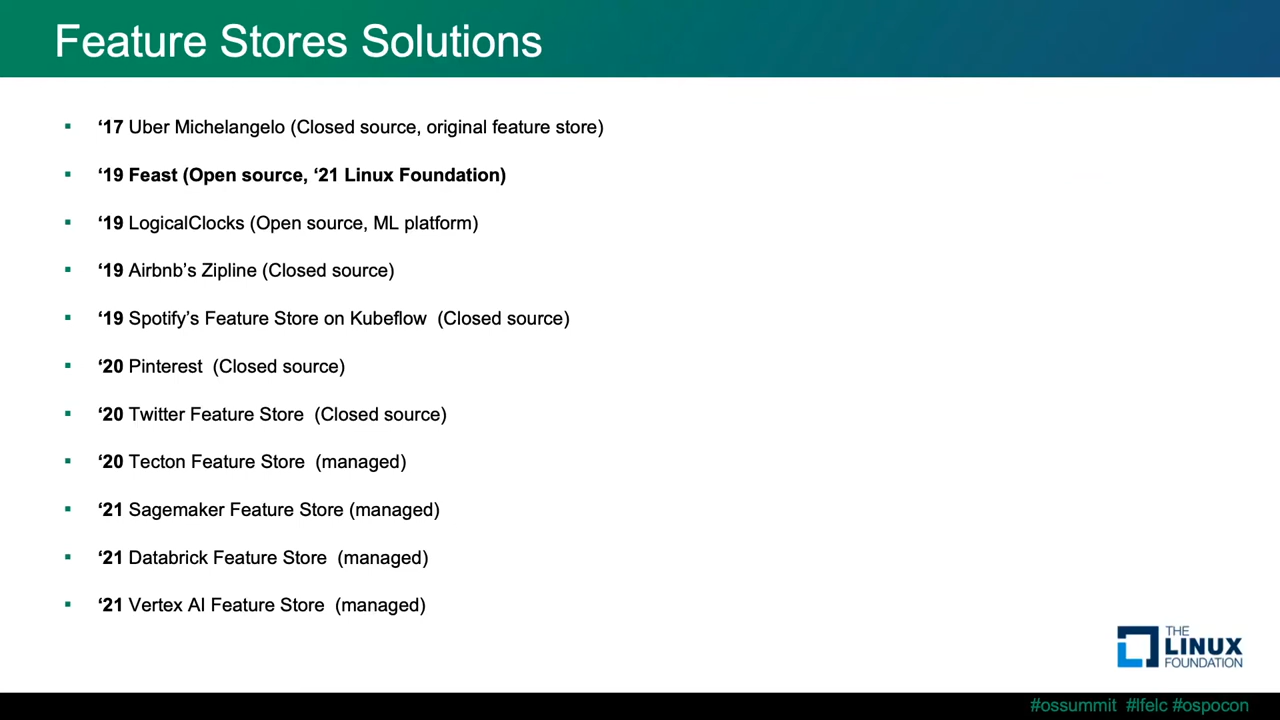 Feature Stores Solutions
▪ ‘17 Uber Michelangelo (Closed source, original feature store)
▪ ‘19 Feast (Open source, ‘21 Linux Foundation)
▪ ‘19 LogicalClocks (Open source, ML platform)
▪ ‘19 Airbnb’s Zipline (Closed source)
▪ ‘19 Spotify’s Feature Store on Kubeflow  (Closed source)
▪ ‘20 Pinterest  (Closed source)
▪ ‘20 Twitter Feature Store  (Closed source)
▪ ‘20 Tecton Feature Store  (managed)
▪ ‘21 Sagemaker Feature Store (managed)
▪ ‘21 Databrick Feature Store  (managed)
▪ ‘21 Vertex AI Feature Store  (managed)
THE
LINUX
FOUNDATION
#ossummit #lfelc #ospocon